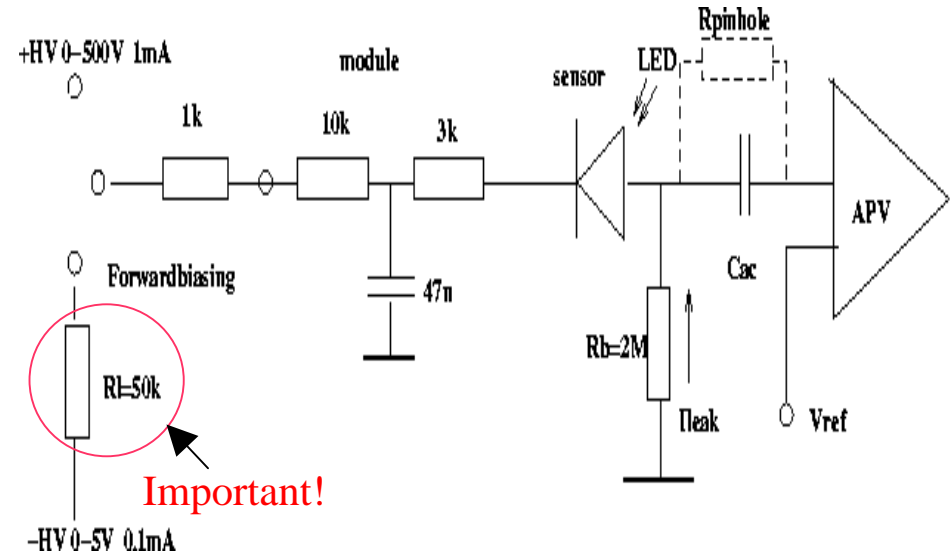 Rpinhole
+HV 0-500V 1mA
module
LED
sensor
1k
10k
3k
APV
Cac
Forwardbiasing
47n
Rb=2M
Rl=50k
Ileak
Vref
Important!
-HV 0-5V 0.1mA